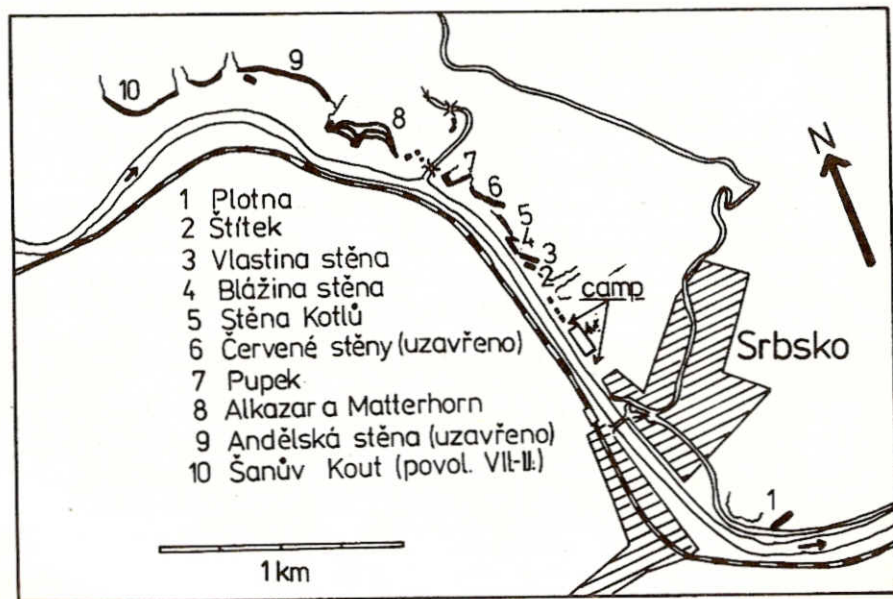 10
9
8
N
7
6
5
4
3
2
camp
Srbsko
1
1 Plotna
2 Štítek
3 Vlastina stěna
4 Blážina stěna
5 Stěna Kotlů
6 Červené stěny (uzavřeno)
7 Pupek
8 Alkazar a Matterhorn
9 Andělská stěna (uzavřeno)
10 Šanův Kout (povol. VII-II.)
1 km